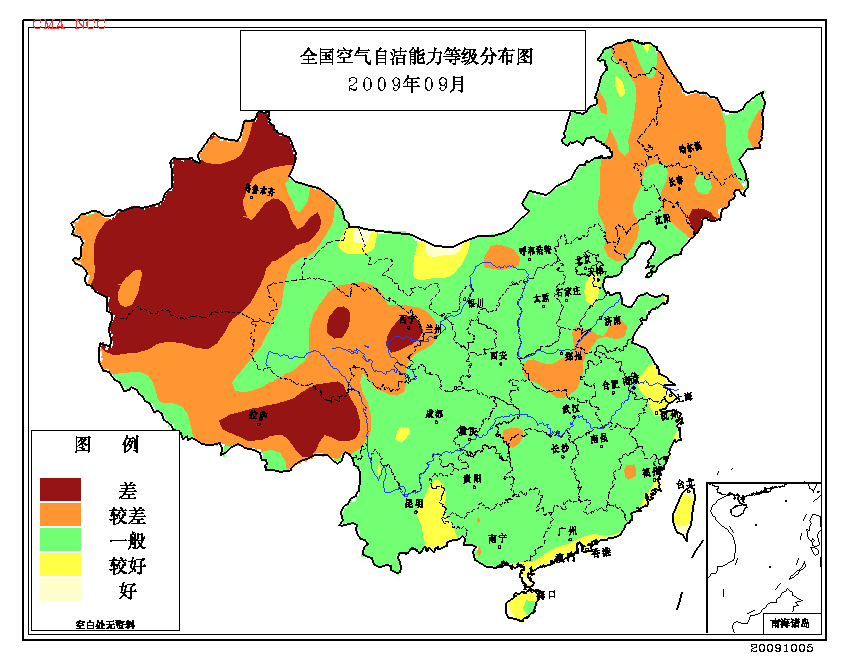 CMA NCC
全国空气自洁能力等级分布图
2009年09月
哈尔滨
长春
乌鲁木齐
沈阳
呼和浩特
北京
天津
银川
太原
石家庄
西宁
兰州
济南
西安
郑州
合肥
南京
上海
拉萨
成都
武汉
杭州
重庆
长沙
南昌
贵阳
福州
昆明
台北
南宁
广州
澳门
香港
海口
图 例
差
较差
一般
较好
好
空白处无资料
南海诸岛
20091005